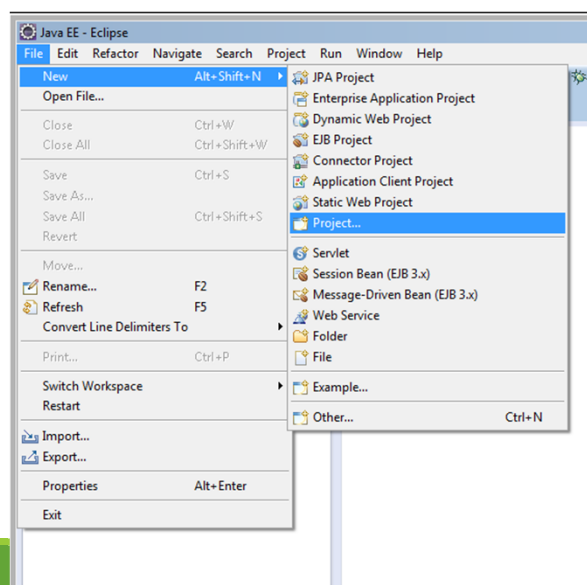 Java EE - Eclipse
File Edit Refactor Navigate Search Project Run Window Help
New Alt+Shift+N
Open File...
Close Ctrl+W
Close All Ctrl+Shift+W
Save Ctrl+S
Save As...
Save All Ctrl+Shift+S
Revert
Move...
Rename... F2
Refresh F5
Convert Line Delimiters To
Print... Ctrl+P
Switch Workspace
Restart
Import...
Export...
Properties Alt+Enter
Exit
JPA Project
Enterprise Application Project
Dynamic Web Project
EJB Project
Connector Project
Application Client Project
Static Web Project
Project...
Servlet
Session Bean (EJB 3.x)
Message-Driven Bean (EJB 3.x)
Web Service
Folder
File
Example...
Other... Ctrl+N